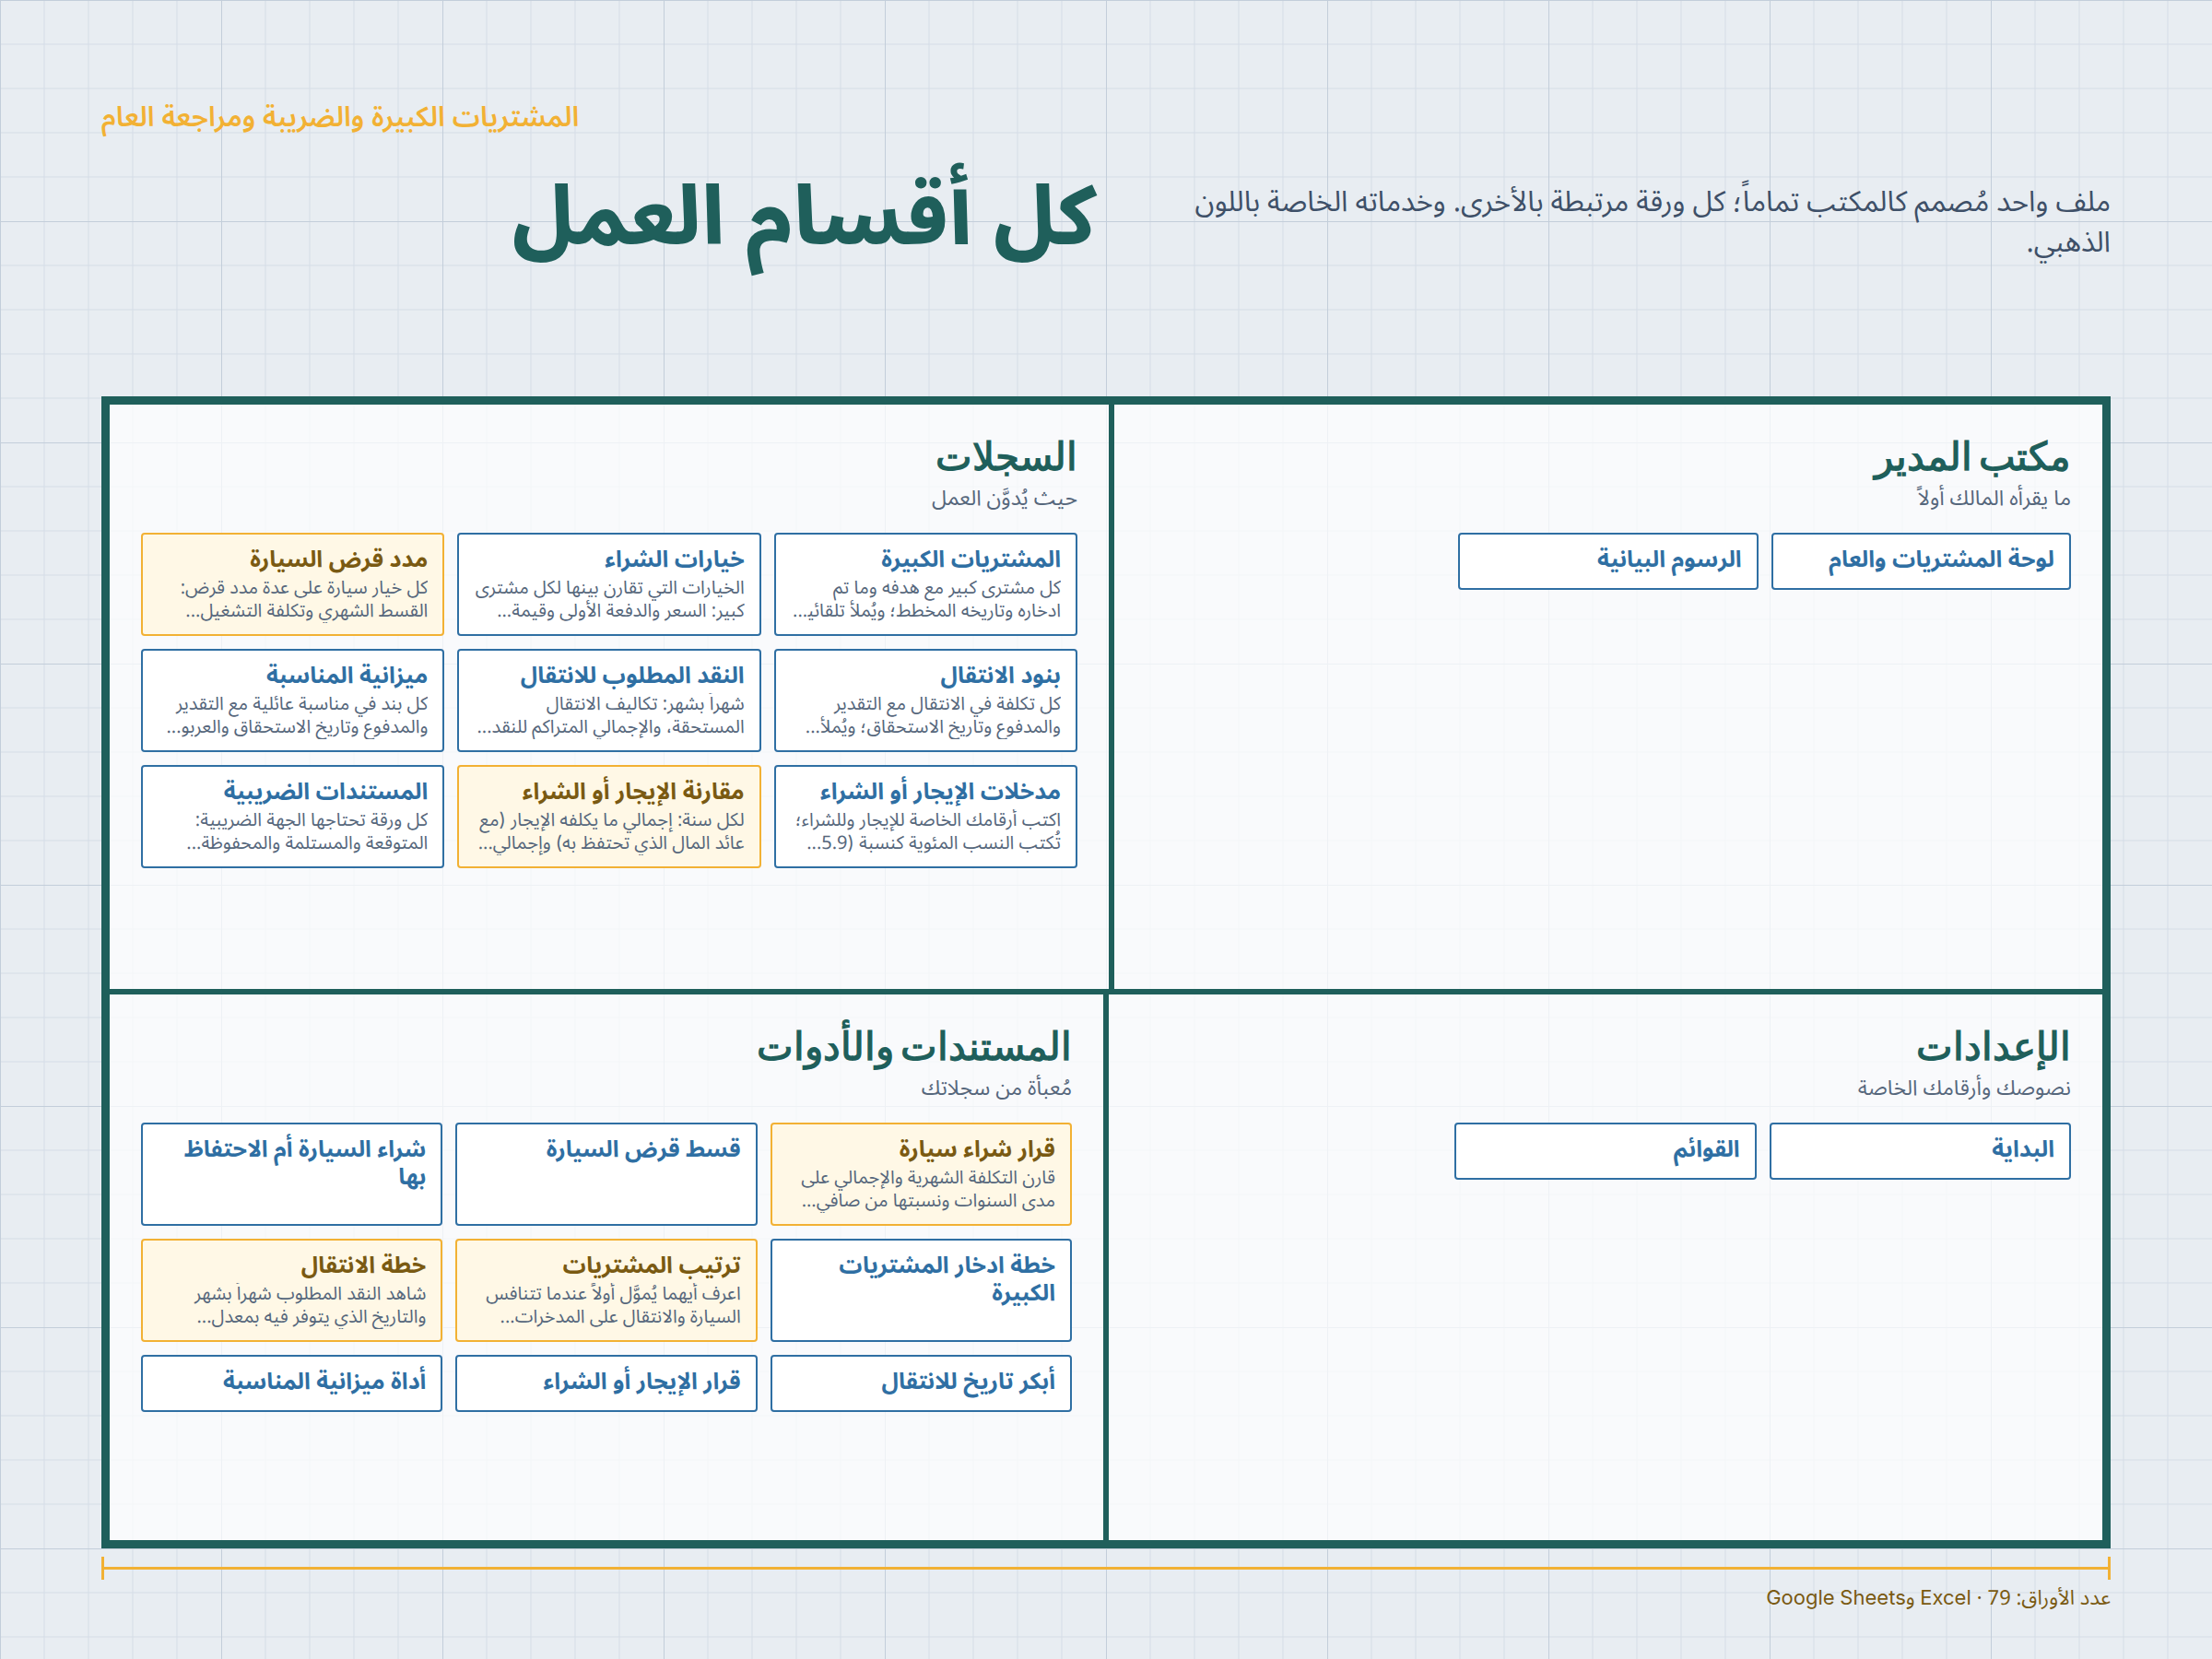 المشتريات الكبيرة والضريبة ومراجعة العام
كل أقسام العمل
ملف واحد مُصمم كالمكتب تماماً؛ كل ورقة مرتبطة بالأخرى. وخدماته الخاصة باللون
الذهبي.
مكتب المدير
ما يقرأه المالك أولاً
لوحة المشتريات والعام
الرسوم البيانية
السجلات
حيث يُدوَّن العمل
المشتريات الكبيرة
كل مشترى كبير مع هدفه وما تم
ادخاره وتاريخه المخطط؛ ويُملأ تلقائيـ...
خيارات الشراء
الخيارات التي تقارن بينها لكل مشترى
كبير: السعر والدفعة الأولى وقيمة...
مدد قرض السيارة
كل خيار سيارة على عدة مدد قرض:
القسط الشهري وتكلفة التشغيل...
بنود الانتقال
كل تكلفة في الانتقال مع التقدير
والمدفوع وتاريخ الاستحقاق؛ ويُملأ...
النقد المطلوب للانتقال
شهراً بشهر: تكاليف الانتقال
المستحقة، والإجمالي المتراكم للنقد...
ميزانية المناسبة
كل بند في مناسبة عائلية مع التقدير
والمدفوع وتاريخ الاستحقاق والعربو...
مدخلات الإيجار أو الشراء
اكتب أرقامك الخاصة للإيجار وللشراء؛
تُكتب النسب المئوية كنسبة (5.9...
مقارنة الإيجار أو الشراء
لكل سنة: إجمالي ما يكلفه الإيجار (مع
عائد المال الذي تحتفظ به) وإجمالي...
المستندات الضريبية
كل ورقة تحتاجها الجهة الضريبية:
المتوقعة والمستلمة والمحفوظة...
الإعدادات
نصوصك وأرقامك الخاصة
البداية
القوائم
المستندات والأدوات
مُعبأة من سجلاتك
قرار شراء سيارة
قارن التكلفة الشهرية والإجمالي على
مدى السنوات ونسبتها من صافي...
قسط قرض السيارة
شراء السيارة أم الاحتفاظ
بها
خطة ادخار المشتريات
الكبيرة
ترتيب المشتريات
اعرف أيهما يُموَّل أولاً عندما تتنافس
السيارة والانتقال على المدخرات...
خطة الانتقال
شاهد النقد المطلوب شهراً بشهر
والتاريخ الذي يتوفر فيه بمعدل...
أبكر تاريخ للانتقال
قرار الإيجار أو الشراء
أداة ميزانية المناسبة
عدد الأوراق: 79 · Excel وGoogle Sheets